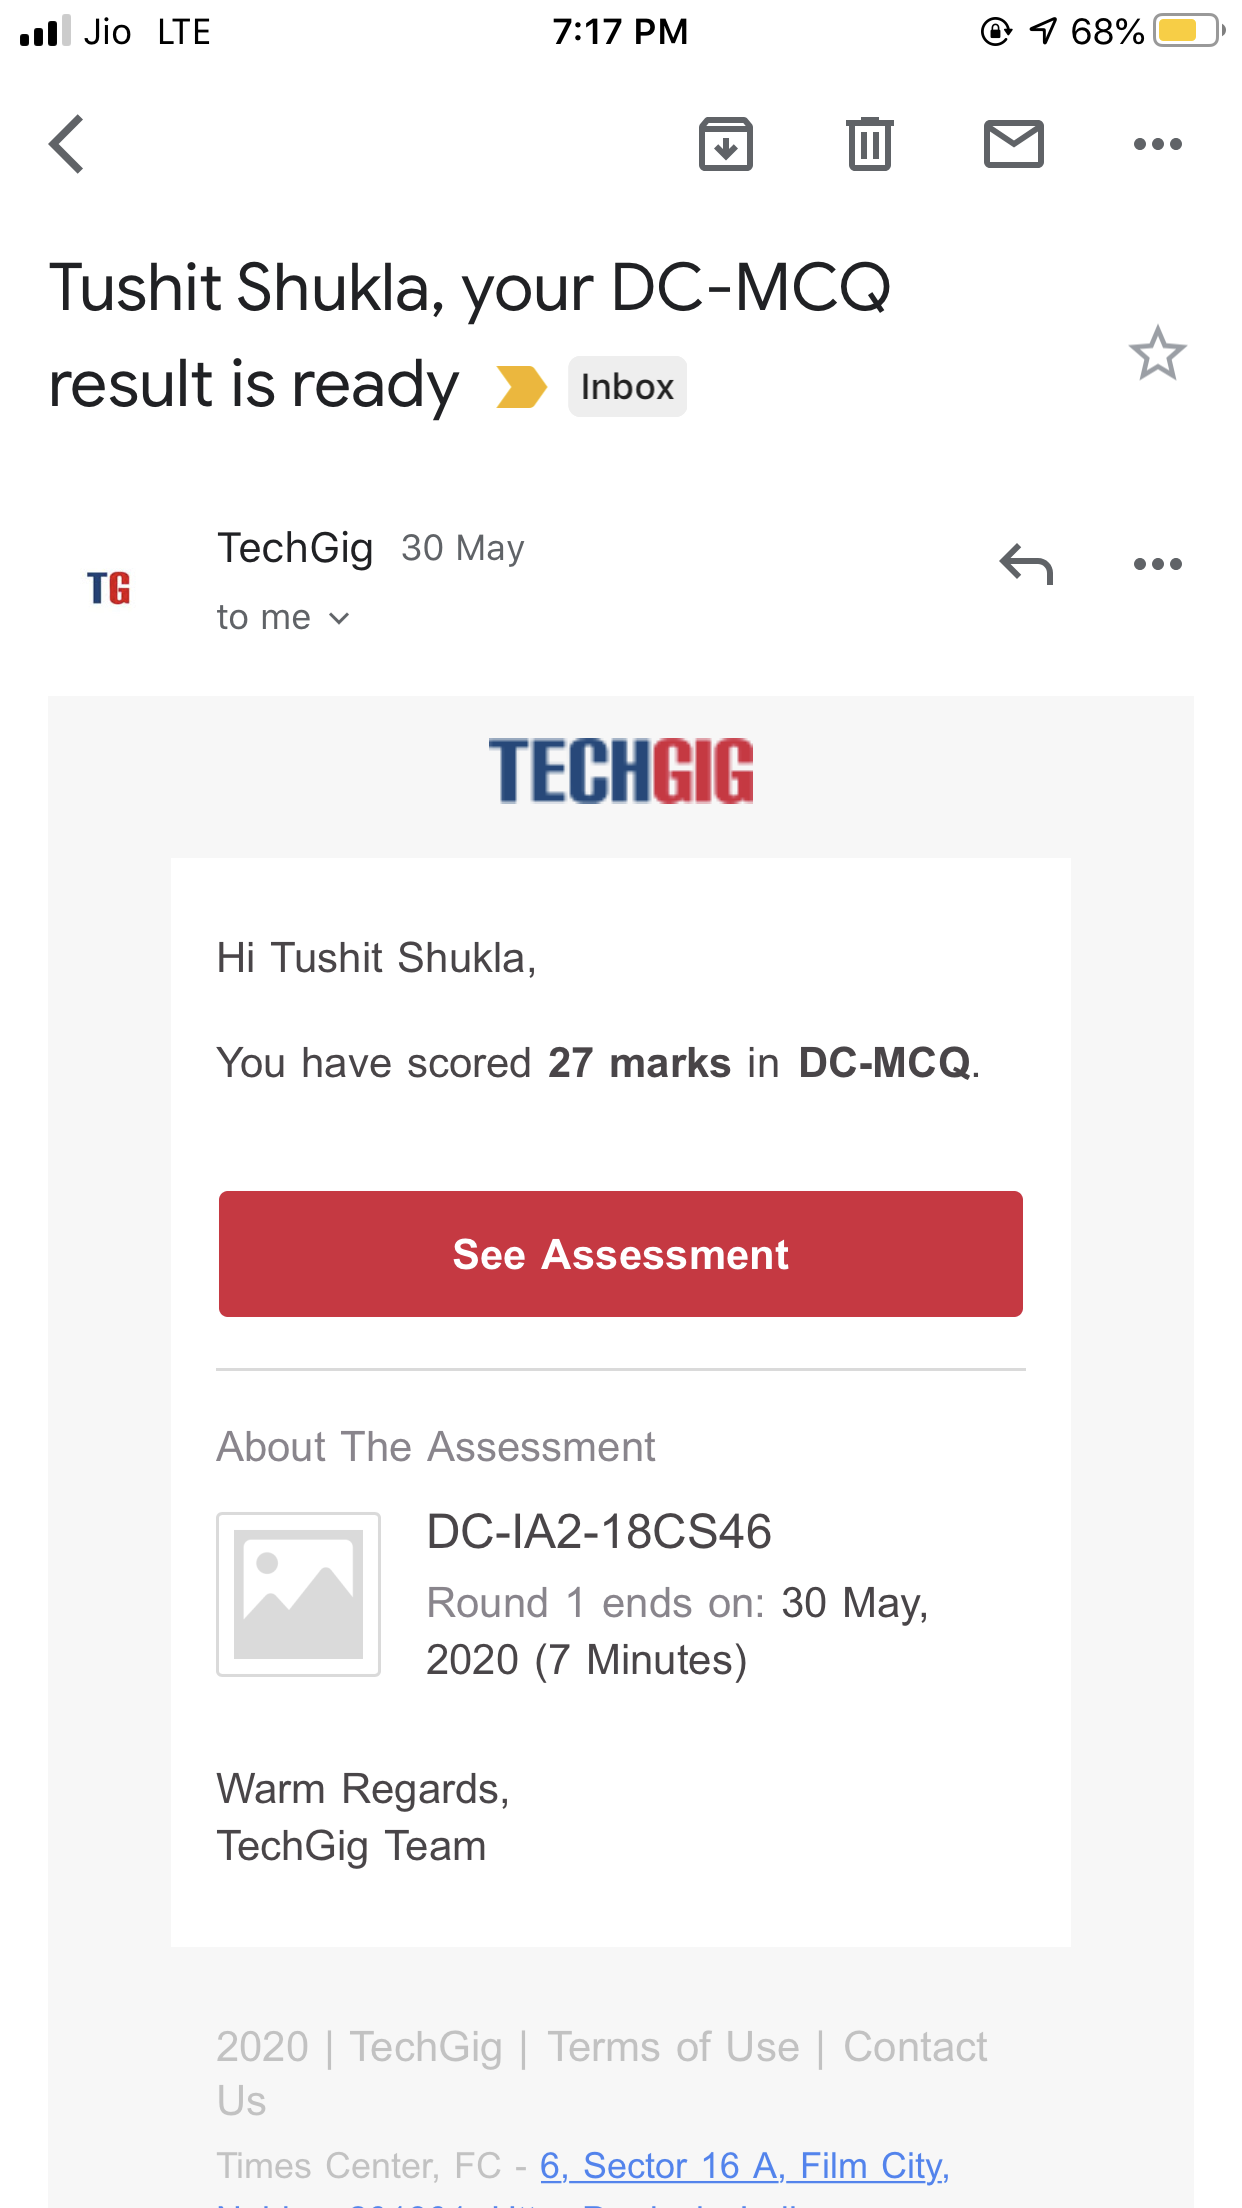 Jio LTE 7:17 PM 68%
Tushit Shukla, your DC-MCQ
result is ready Inbox
TechGig 30 May
TG
to me
TECHGIG
Hi Tushit Shukla,
You have scored 27 marks in DC-MCQ.
See Assessment
About The Assessment
DC-IA2-18CS46
Round 1 ends on: 30 May,
2020 (7 Minutes)
Warm Regards,
TechGig Team
2020 | TechGig | Terms of Use | Contact
Us
Times Center, FC - 6, Sector 16 A, Film City,